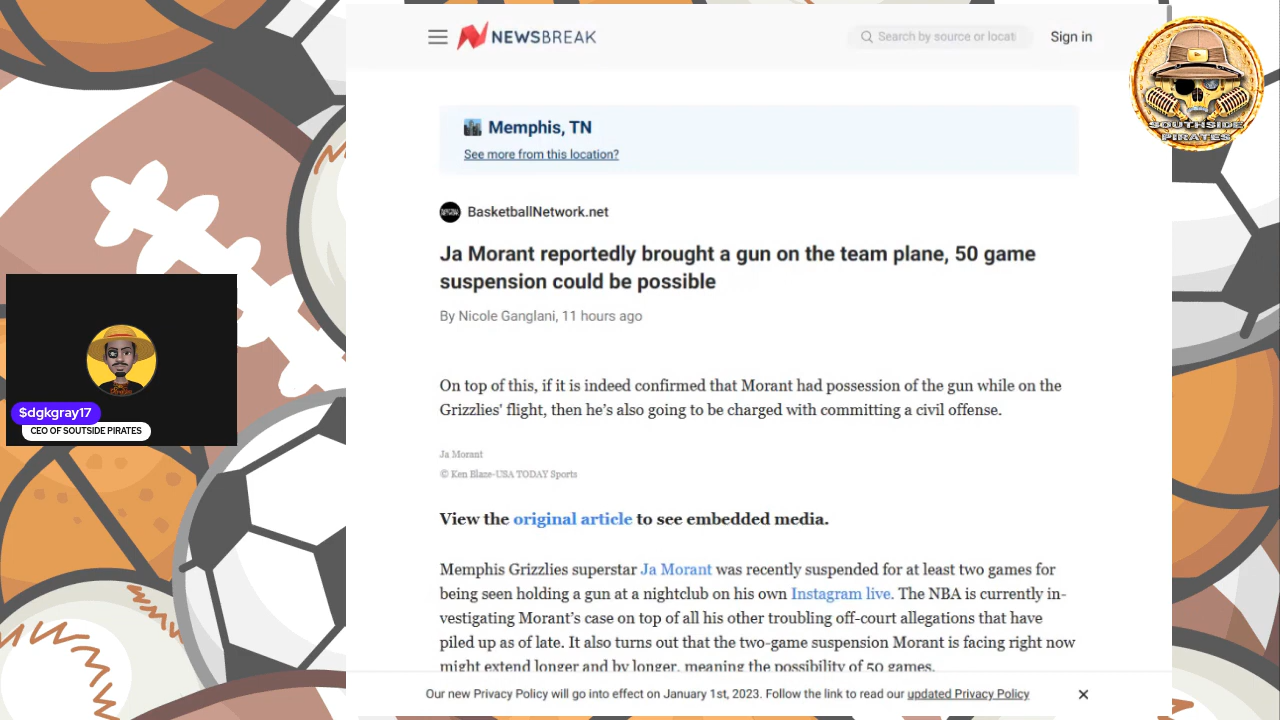 NEWSBREAK
Search by source or locati
Sign in
SOUTHSIDE
PIRATES
Memphis, TN
See more from this location?
BasketballNetwork.net
Ja Morant reportedly brought a gun on the team plane, 50 game
suspension could be possible
By Nicole Ganglani, 11 hours ago
On top of this, if it is indeed confirmed that Morant had possession of the gun while on the
Grizzlies' flight, then he's also going to be charged with committing a civil offense.
$dgkgray17
CEO OF SOUTSIDE PIRATES
Ja Morant
© Ken Blaze-USA TODAY Sports
View the original article to see embedded media.
Memphis Grizzlies superstar Ja Morant was recently suspended for at least two games for
being seen holding a gun at a nightclub on his own Instagram live. The NBA is currently in-
vestigating Morant's case on top of all his other troubling off-court allegations that have
piled up as of late. It also turns out that the two-game suspension Morant is facing right now
might extend longer and by longer, meaning the possibility of 50 games.
Our new Privacy Policy will go into effect on January 1st, 2023. Follow the link to read our updated Privacy Policy